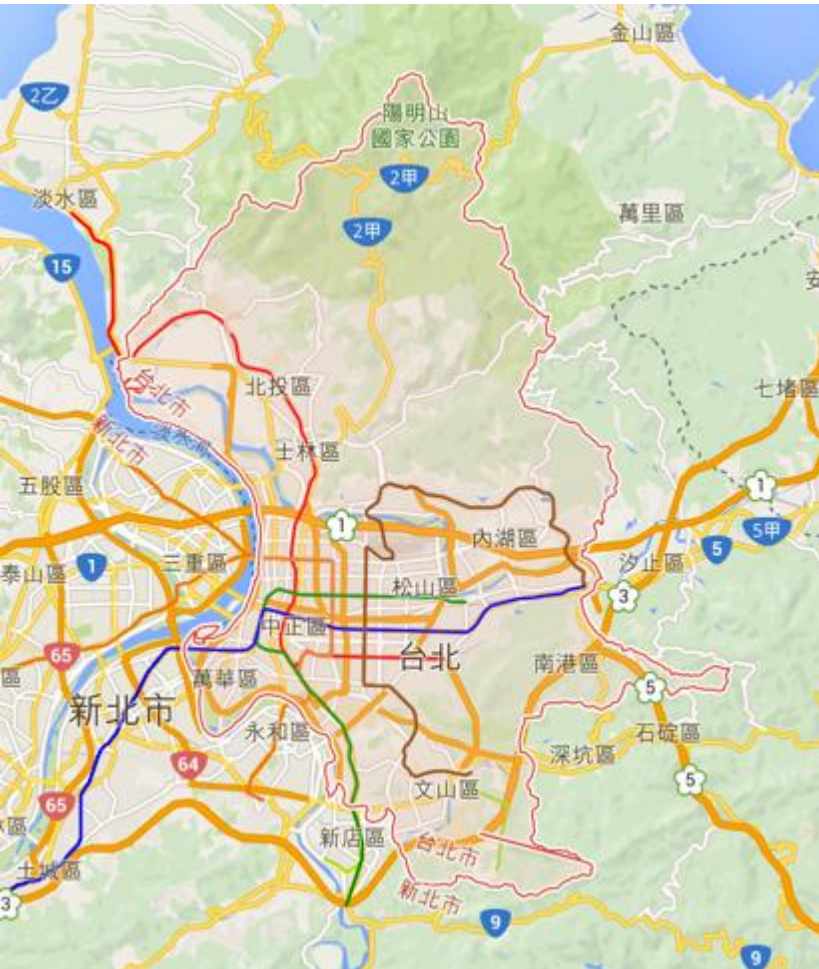 金山區
2乙
陽明山
國家公園
2甲
淡水區
萬里區
2甲
15
安
台北市
北投區
七堵區
新北市
淡水河
士林區
五股區
1
1
內湖區
5甲
5
泰山區
1
三重區
汐止區
松山區
3
中正區
65
台北
南港區
區
萬華區
5
新北市
永和區
石碇區
深坑區
64
5
文山區
65
新店區
台北市
區
土城區
3
新北市
9
9